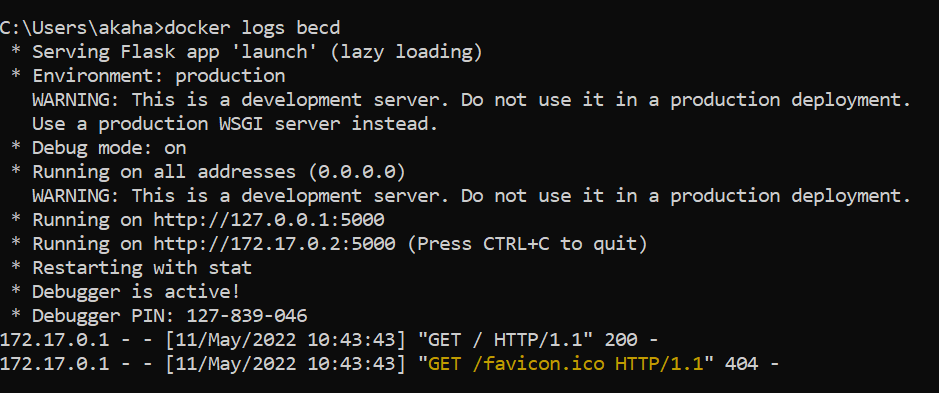 C:\Users\akaha>docker logs becd
 * Serving Flask app 'launch' (lazy loading)
 * Environment: production
   WARNING: This is a development server. Do not use it in a production deployment.
   Use a production WSGI server instead.
 * Debug mode: on
 * Running on all addresses (0.0.0.0)
   WARNING: This is a development server. Do not use it in a production deployment.
 * Running on http://127.0.0.1:5000
 * Running on http://172.17.0.2:5000 (Press CTRL+C to quit)
 * Restarting with stat
 * Debugger is active!
 * Debugger PIN: 127-839-046
172.17.0.1 - - [11/May/2022 10:43:43] "GET / HTTP/1.1" 200 -
172.17.0.1 - - [11/May/2022 10:43:43] "GET /favicon.ico HTTP/1.1" 404 -